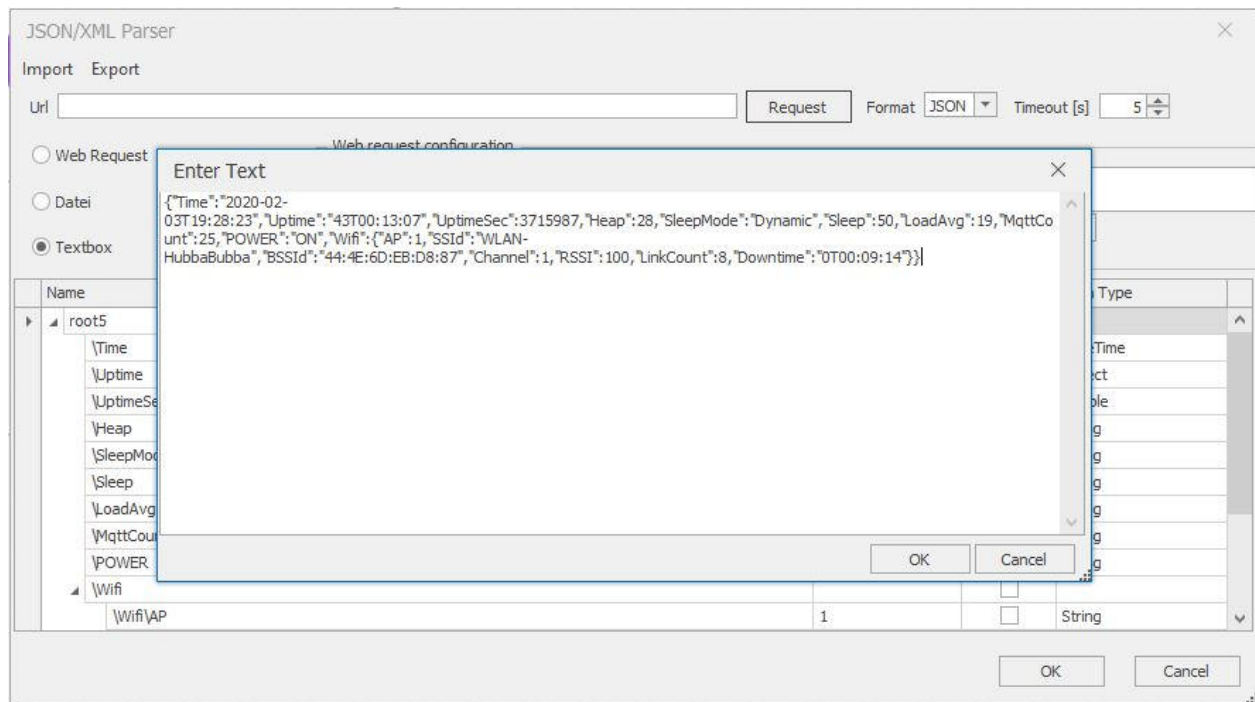 JSON/XML Parser
Import Export
Url Request Format JSON Timeout [s] 5
Web Request
Web request configuration
Datei
Textbox
Enter Text
{"Time":"2020-02-
03T19:28:23","Uptime":"43T00:13:07","UptimeSec":3715987,"Heap":28,"SleepMode":"Dynamic","Sleep":50,"LoadAvg":19,"MqttCo
unt":25,"POWER":"ON","Wifi":{"AP":1,"SSId":"WLAN-
HubbaBubba","BSSId":"44:4E:6D:EB:D8:87","Channel":1,"RSSI":100,"LinkCount":8,"Downtime":"0T00:09:14"}}
OK Cancel
Name Type
root5
\Time
\Uptime
\UptimeSe
\Heap
\SleepMod
\Sleep
\LoadAvg
\MqttCou
\POWER
\Wifi
\Wifi\AP 1 String
OK Cancel